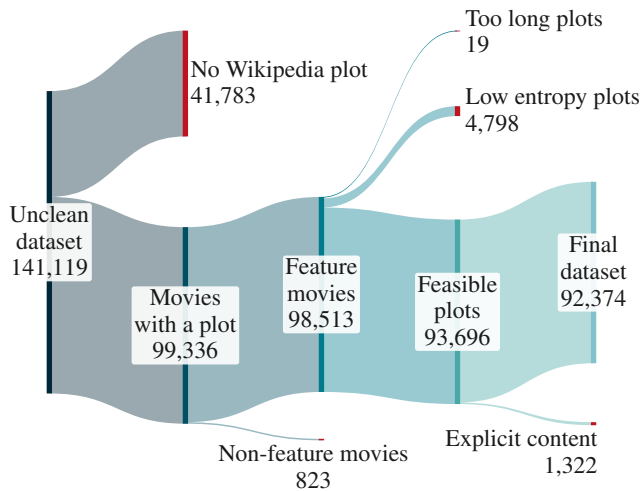 Too long plots
19
No Wikipedia plot
41,783
Low entropy plots
4,798
Unclean
dataset
141,119
Movies
with a plot
99,336
Feature
movies
98,513
Feasible
plots
93,696
Final
dataset
92,374
Non-feature movies
823
Explicit content
1,322